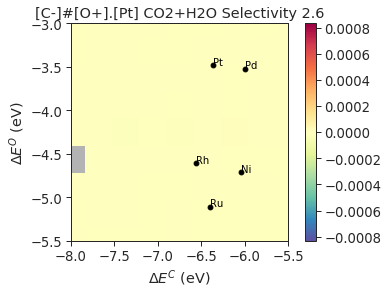 [C-]#[O+].[Pt] CO2+H2O Selectivity 2.6
−3.0
−3.5
−4.0
−4.5
−5.0
−5.5
ΔE^O (eV)
Pt
Pd
Rh
Ni
Ru
−8.0 −7.5 −7.0 −6.5 −6.0 −5.5
ΔE^C (eV)
0.0008
0.0006
0.0004
0.0002
0.0000
−0.0002
−0.0004
−0.0006
−0.0008